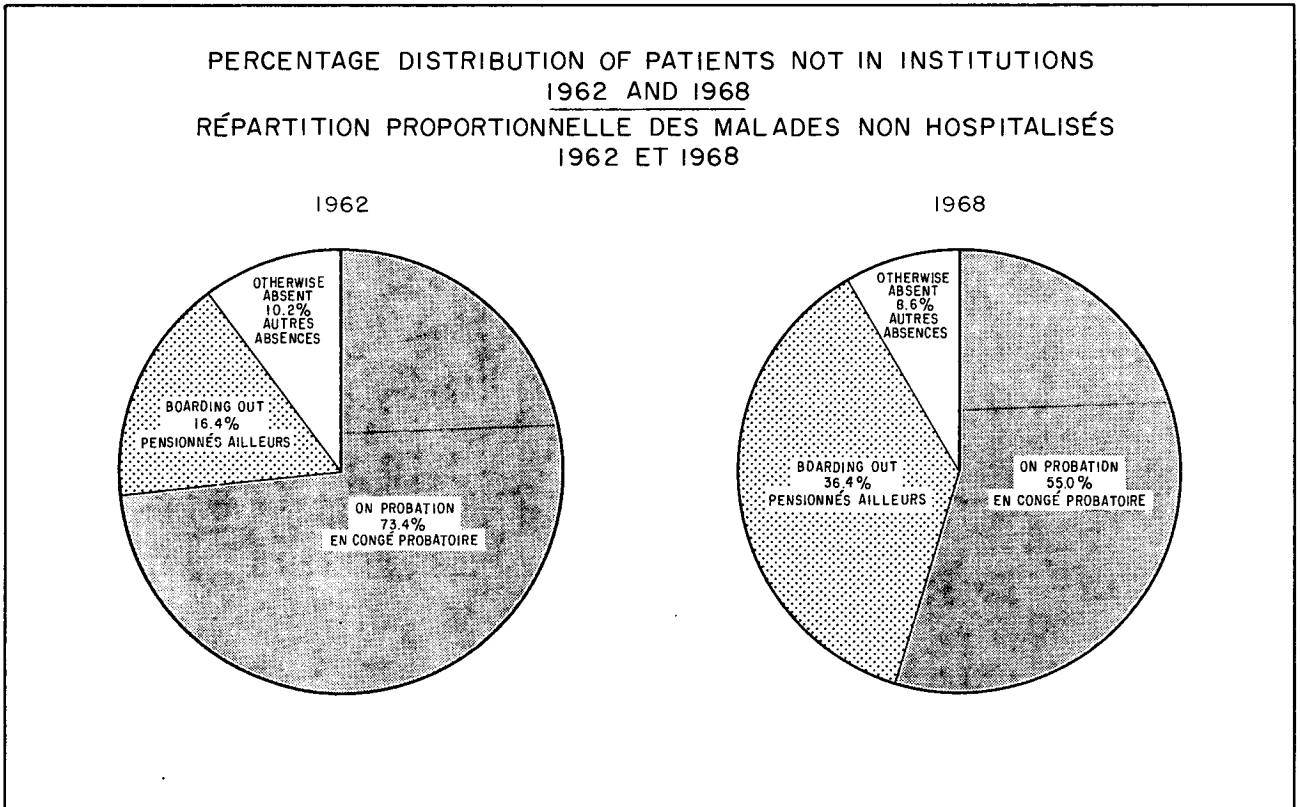 PERCENTAGE DISTRIBUTION OF PATIENTS NOT IN INSTITUTIONS
1962 AND 1968
RÉPARTITION PROPORTIONNELLE DES MALADES NON HOSPITALISÉS
1962 ET 1968
1962
OTHERWISE
ABSENT
10.2%
AUTRES
ABSENCES
BOARDING OUT
16.4%
PENSIONNÉS AILLEURS
ON PROBATION
73.4%
EN CONGÉ PROBATOIRE
1968
OTHERWISE
ABSENT
8.6%
AUTRES
ABSENCES
BOARDING OUT
36.4%
PENSIONNÉS AILLEURS
ON PROBATION
55.0%
EN CONGÉ PROBATOIRE